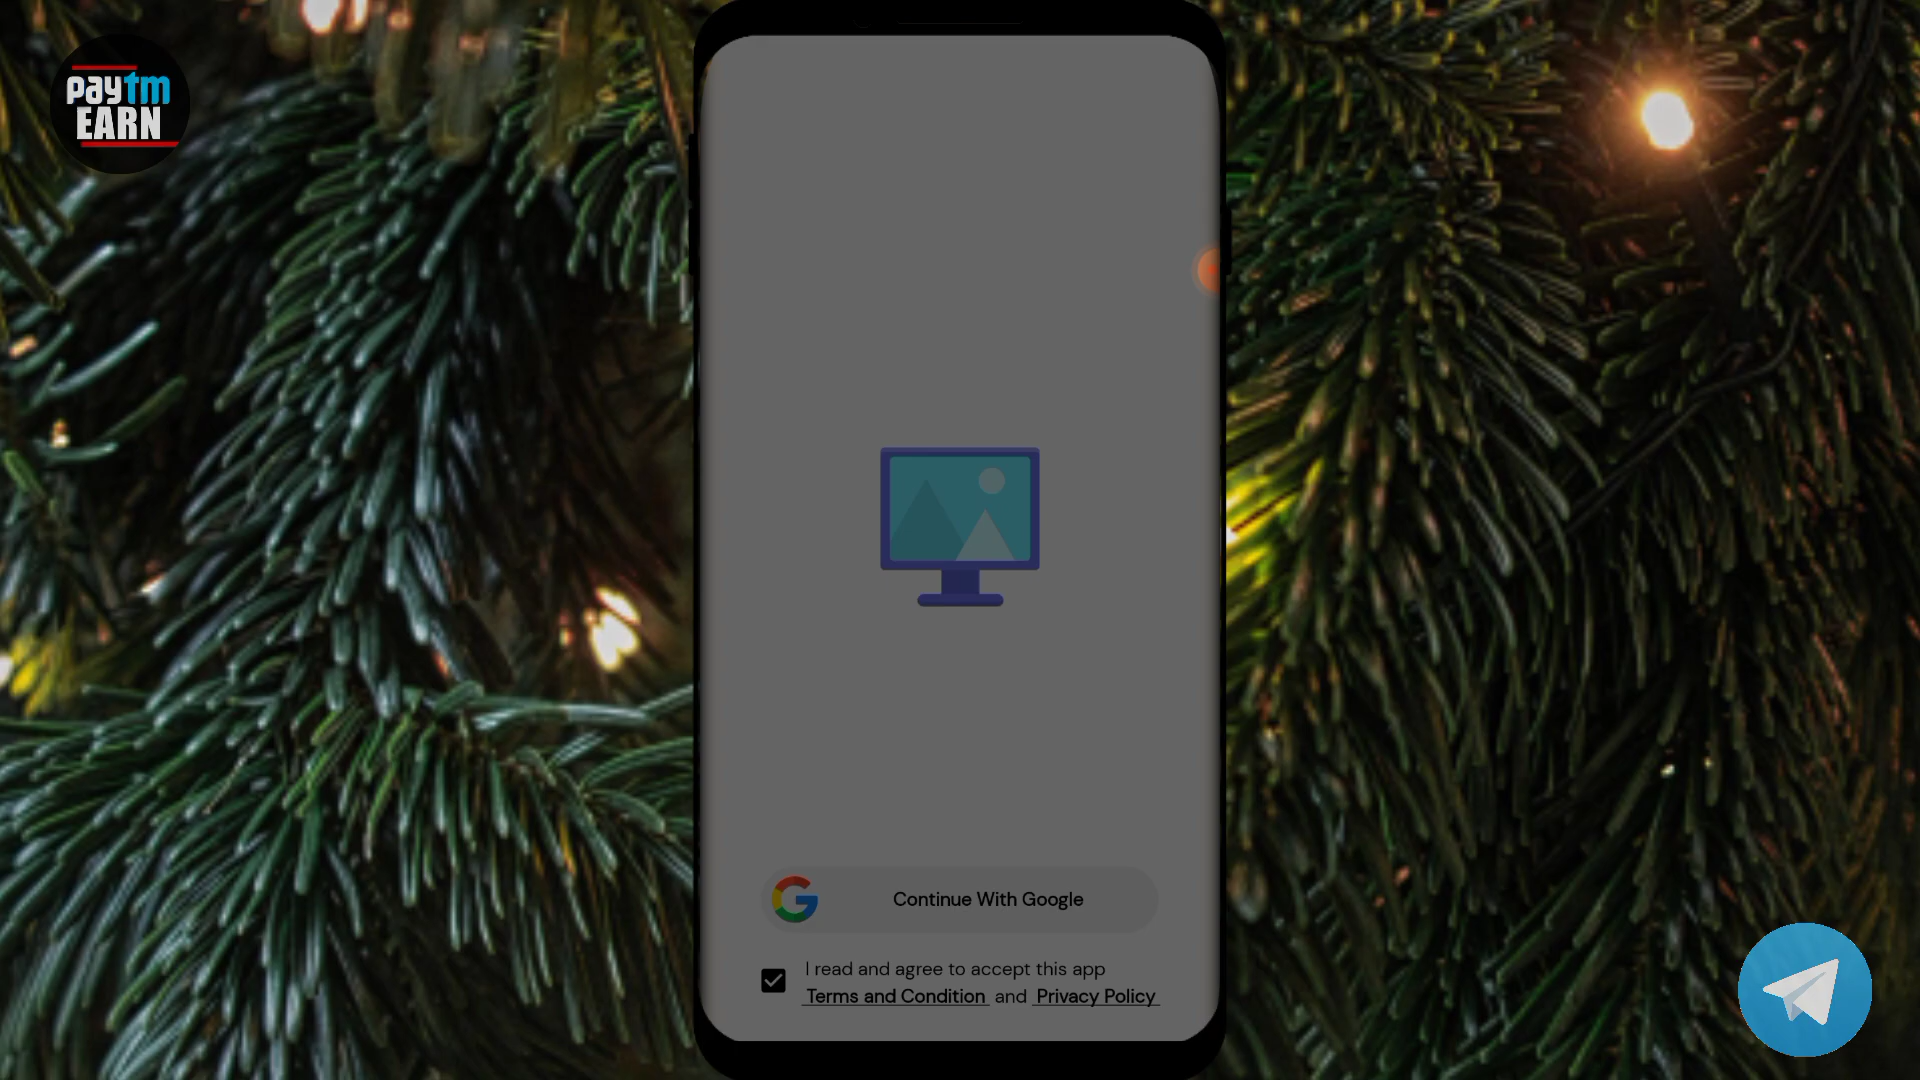 paytm
EARN
Continue With Google
I read and agree to accept this app
Terms and Condition and Privacy Policy